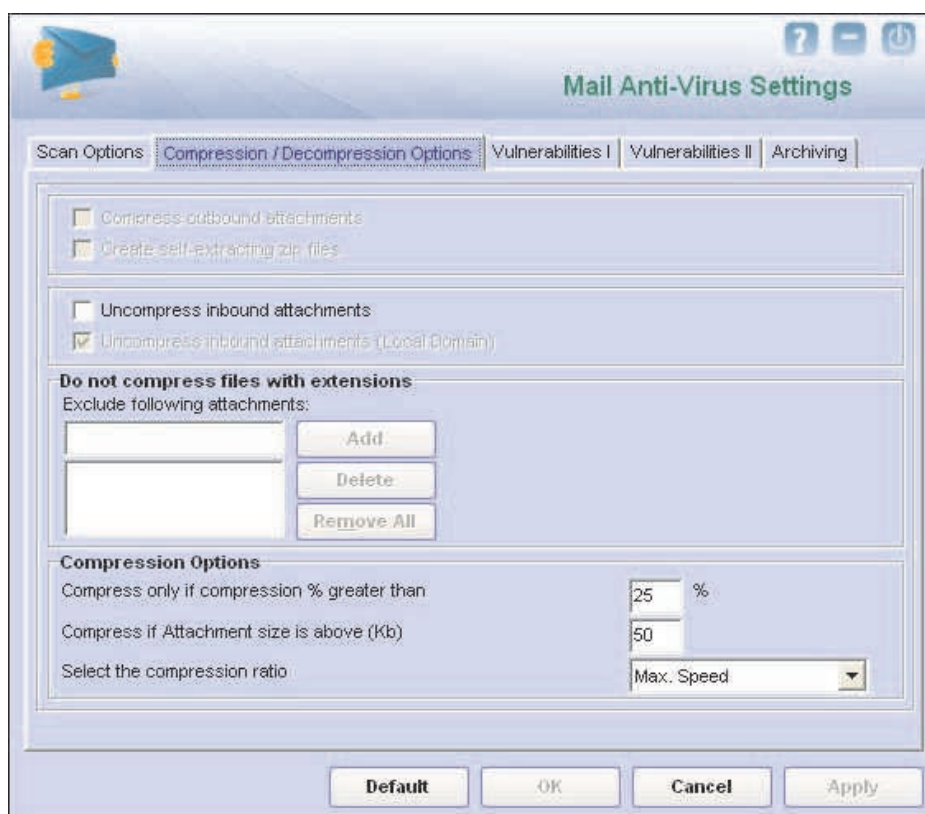 ?
Mail Anti-Virus Settings
Scan Options Compression / Decompression Options Vulnerabilities I Vulnerabilities II Archiving
Compress outbound attachments
Create self-extracting zip files
Uncompress inbound attachments
Uncompress inbound attachments (Local Domain)
Do not compress files with extensions
Exclude following attachments:
Add
Delete
Remove All
Compression Options
Compress only if compression % greater than 25 %
Compress if Attachment size is above (Kb) 50
Select the compression ratio Max. Speed
Default OK Cancel Apply